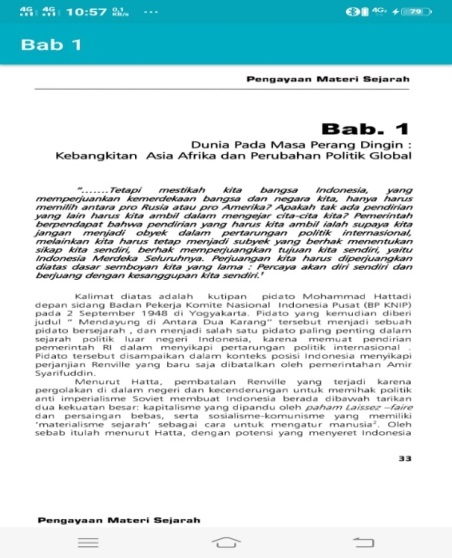 4G 4G 10:57 0,1 KB/s ... 4G 79
Bab 1
Pengayaan Materi Sejarah
Bab. 1
Dunia Pada Masa Perang Dingin :
Kebangkitan Asia Afrika dan Perubahan Politik Global
“.......Tetapi mestikah kita bangsa Indonesia, yang
memperjuankan kemerdekaan bangsa dan negara kita, hanya harus
memilih antara pro Rusia atau pro Amerika? Apakah tak ada pendirian
yang lain harus kita ambil dalam mengejar cita-cita kita? Pemerintah
berpendapat bahwa pendirian yang harus kita ambil ialah supaya kita
jangan menjadi obyek dalam pertarungan politik internasional,
melainkan kita harus tetap menjadi subyek yang berhak menentukan
sikap kita sendiri, berhak memperjuangkan tujuan kita sendiri, yaitu
Indonesia Merdeka Seluruhnya. Perjuangan kita harus diperjuangkan
diatas dasar semboyan kita yang lama : Percaya akan diri sendiri dan
berjuang dengan kesanggupan kita sendiri.¹
Kalimat diatas adalah kutipan pidato Mohammad Hattadi
depan sidang Badan Pekerja Komite Nasional Indonesia Pusat (BP KNIP)
pada 2 September 1948 di Yogyakarta. Pidato yang kemudian diberi
judul “ Mendayung di Antara Dua Karang” tersebut menjadi sebuah
pidato bersejarah , dan menjadi salah satu pidato paling penting dalam
sejarah politik luar negeri Indonesia, karena memuat pendirian
pemerintah RI dalam menyikapi pertarungan politik internasional .
Pidato tersebut disampaikan dalam konteks posisi Indonesia menyikapi
perjanjian Renville yang baru saja dibatalkan oleh pemerintahan Amir
Syarifuddin.
Menurut Hatta, pembatalan Renville yang terjadi karena
pergolakan di dalam negeri dan kecenderungan untuk memihak politik
anti imperialisme Soviet membuat Indonesia berada dibawah tarikan
dua kekuatan besar: kapitalisme yang dipandu oleh paham Laissez –faire
dan persaingan bebas, serta sosialisme-komunisme yang memiliki
‘materialisme sejarah’ sebagai cara untuk mengatur manusia². Oleh
sebab itulah menurut Hatta, dengan potensi yang menyeret Indonesia
33
Pengayaan Materi Sejarah